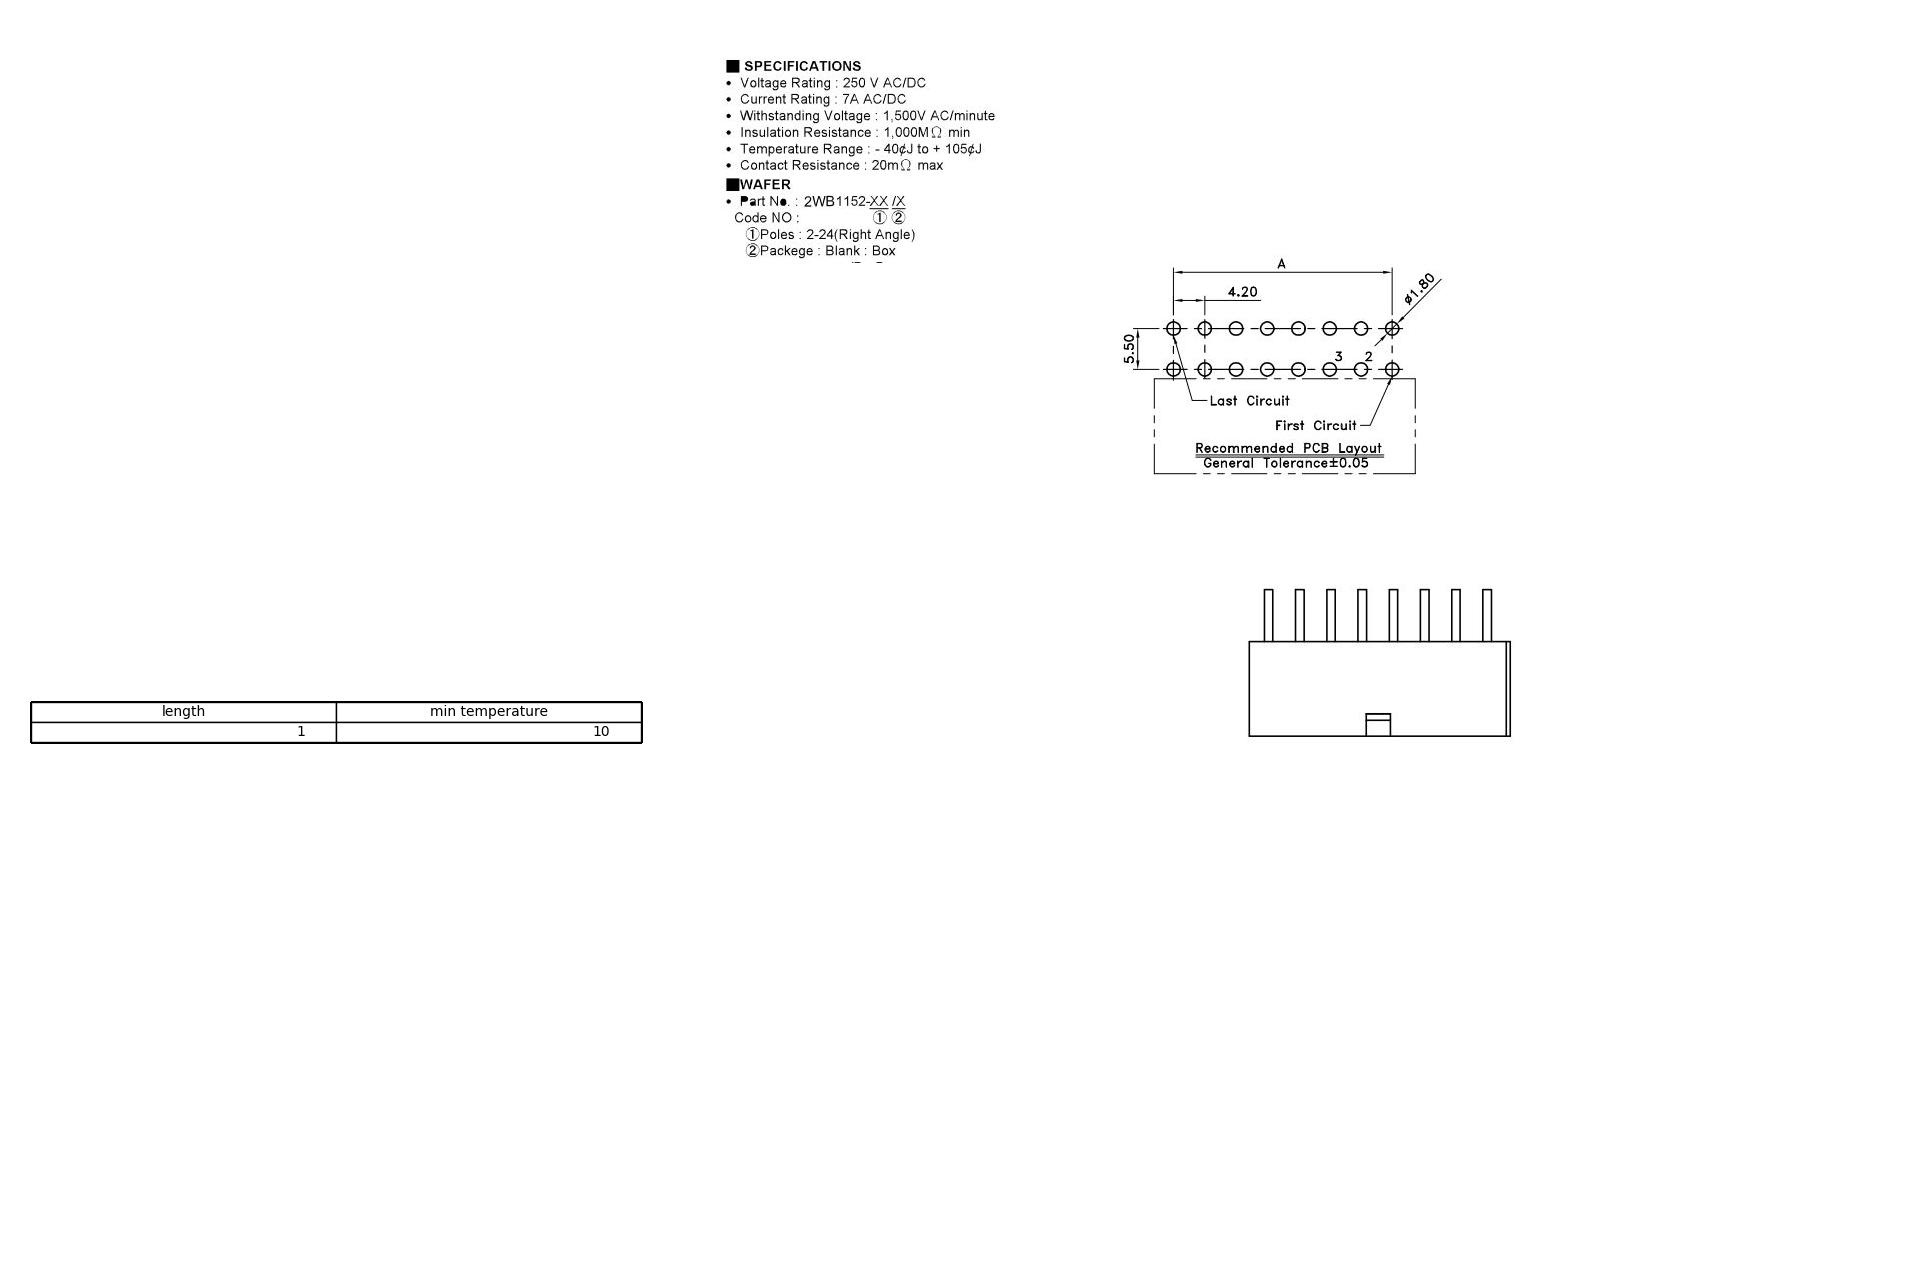 ■ SPECIFICATIONS
• Voltage Rating : 250 V AC/DC
• Current Rating : 7A AC/DC
• Withstanding Voltage : 1,500V AC/minute
• Insulation Resistance : 1,000MΩ min
• Temperature Range : - 40¢J to + 105¢J
• Contact Resistance : 20mΩ max
■WAFER
• Part No. : 2WB1152-XX /X
Code NO : ① ②
①Poles : 2-24(Right Angle)
②Packege : Blank : Box
A
4.20
ø1.80
5.50
3 2
Last Circuit
First Circuit
Recommended PCB Layout
General Tolerance±0.05
length min temperature
1 10